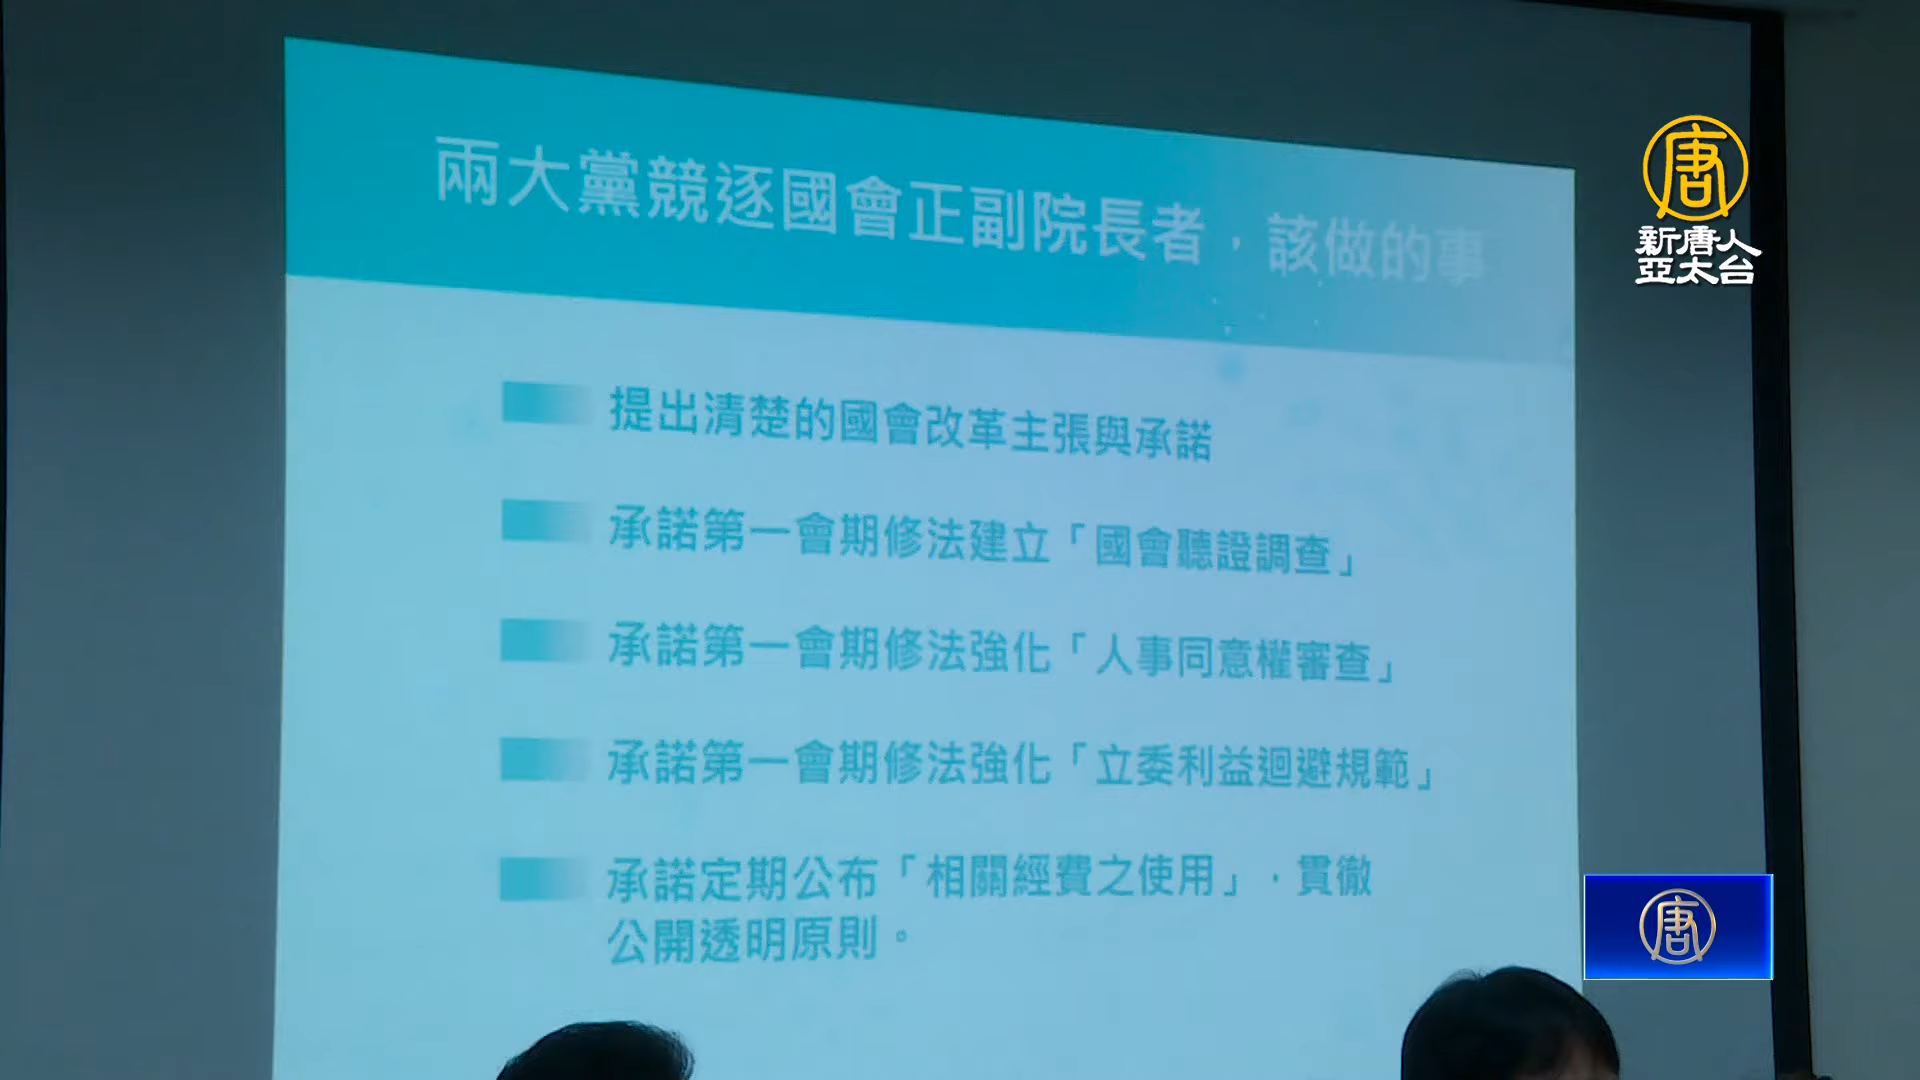 兩大黨競逐國會正副院長者，該做的事
提出清楚的國會改革主張與承諾
承諾第一會期修法建立「國會聽證調查」
承諾第一會期修法強化「人事同意權審查」
承諾第一會期修法強化「立委利益迴避規範」
承諾定期公布「相關經費之使用」，貫徹
公開透明原則。
唐
新唐人
亞太台
唐